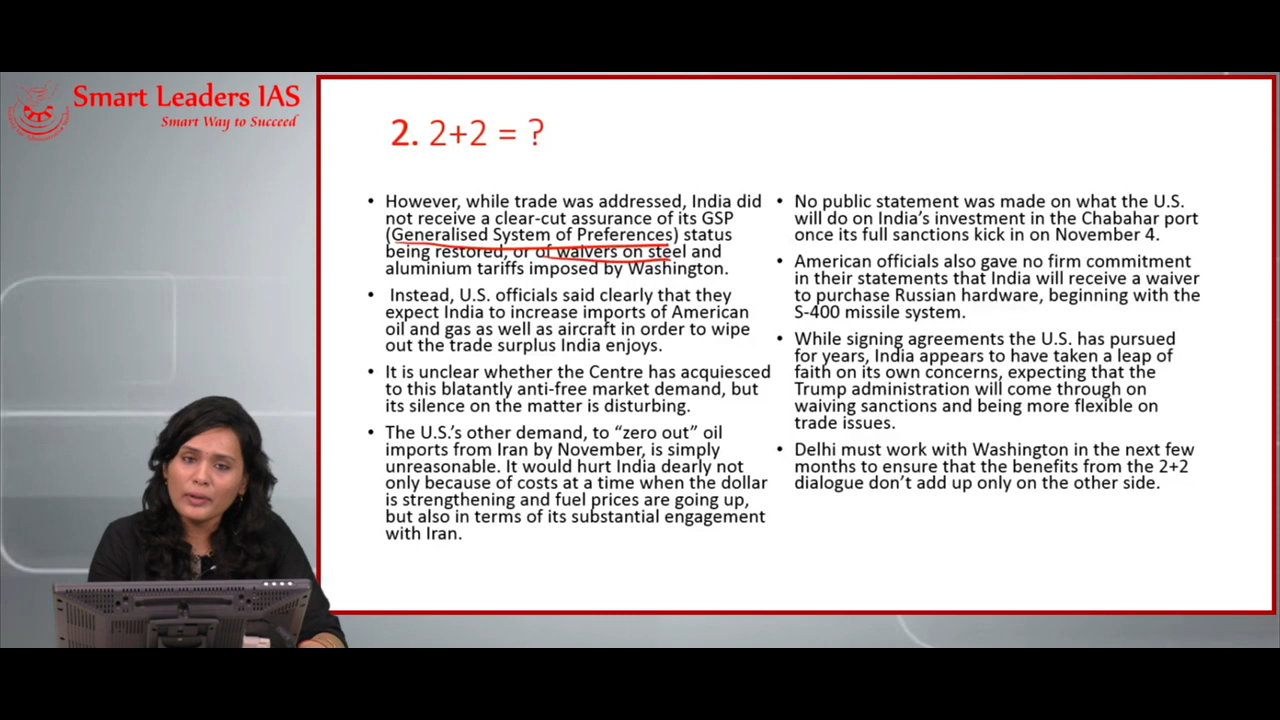 Smart Leaders IAS
Smart Way to Succeed
2. 2+2 = ?
• However, while trade was addressed, India did
not receive a clear-cut assurance of its GSP
(Generalised System of Preferences) status
being restored, or of waivers on steel and
aluminium tariffs imposed by Washington.
• Instead, U.S. officials said clearly that they
expect India to increase imports of American
oil and gas as well as aircraft in order to wipe
out the trade surplus India enjoys.
• It is unclear whether the Centre has acquiesced
to this blatantly anti-free market demand, but
its silence on the matter is disturbing.
• The U.S.’s other demand, to “zero out” oil
imports from Iran by November, is simply
unreasonable. It would hurt India dearly not
only because of costs at a time when the dollar
is strengthening and fuel prices are going up,
but also in terms of its substantial engagement
with Iran.
• No public statement was made on what the U.S.
will do on India’s investment in the Chabahar port
once its full sanctions kick in on November 4.
• American officials also gave no firm commitment
in their statements that India will receive a waiver
to purchase Russian hardware, beginning with the
S-400 missile system.
• While signing agreements the U.S. has pursued
for years, India appears to have taken a leap of
faith on its own concerns, expecting that the
Trump administration will come through on
waiving sanctions and being more flexible on
trade issues.
• Delhi must work with Washington in the next few
months to ensure that the benefits from the 2+2
dialogue don’t add up only on the other side.